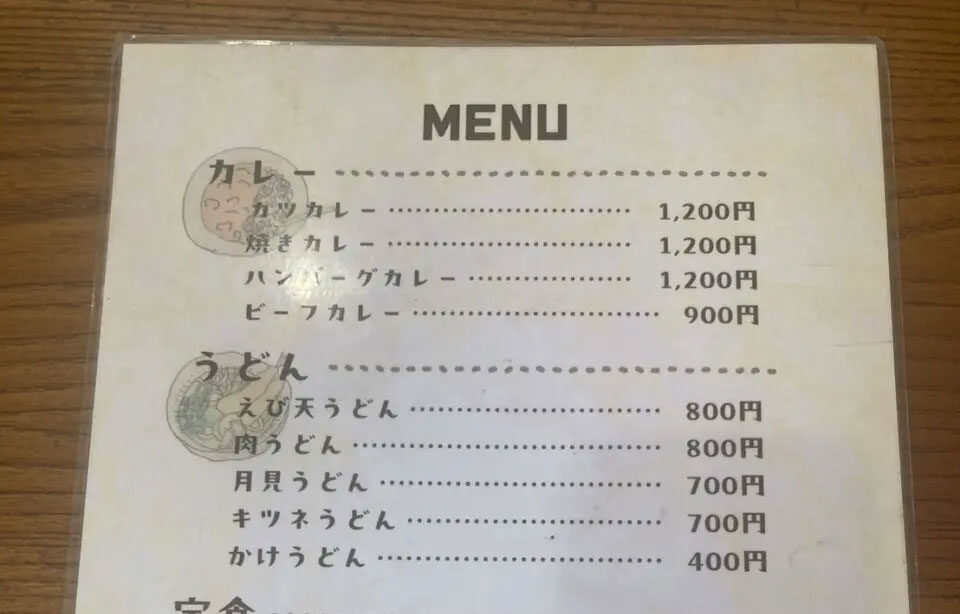 MENU
カレー
カツカレー 1,200円
焼きカレー 1,200円
ハンバーグカレー 1,200円
ビーフカレー 900円
うどん
えび天うどん 800円
肉うどん 800円
月見うどん 700円
キツネうどん 700円
かけうどん 400円
定食